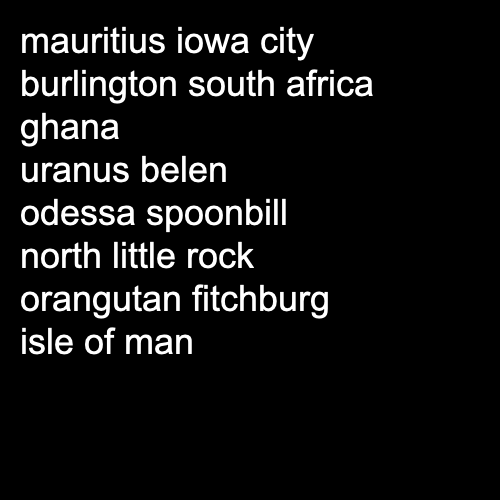 mauritius iowa city
burlington south africa
ghana
uranus belen
odessa spoonbill
north little rock
orangutan fitchburg
isle of man